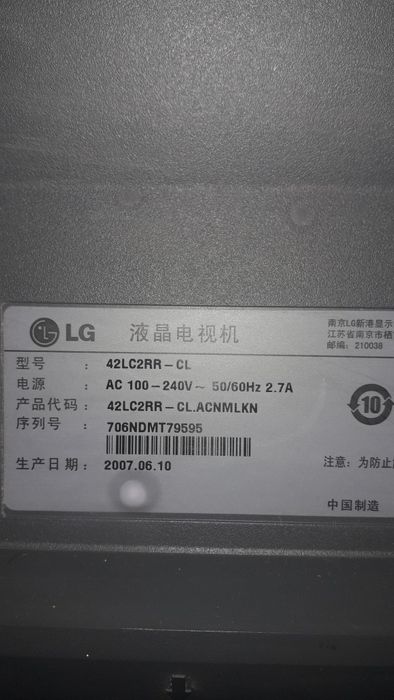 LG 液晶电视机
南京LG新港显示
江苏省南京市栖
邮编：210038
型号 ： 42LC2RR-CL
电源 ： AC 100-240V~ 50/60Hz 2.7A
产品代码 ： 42LC2RR-CL.ACNMLKN
序列号 ： 706NDMT79595
10
生产日期： 2007.06.10
注意：为防止
中国制造